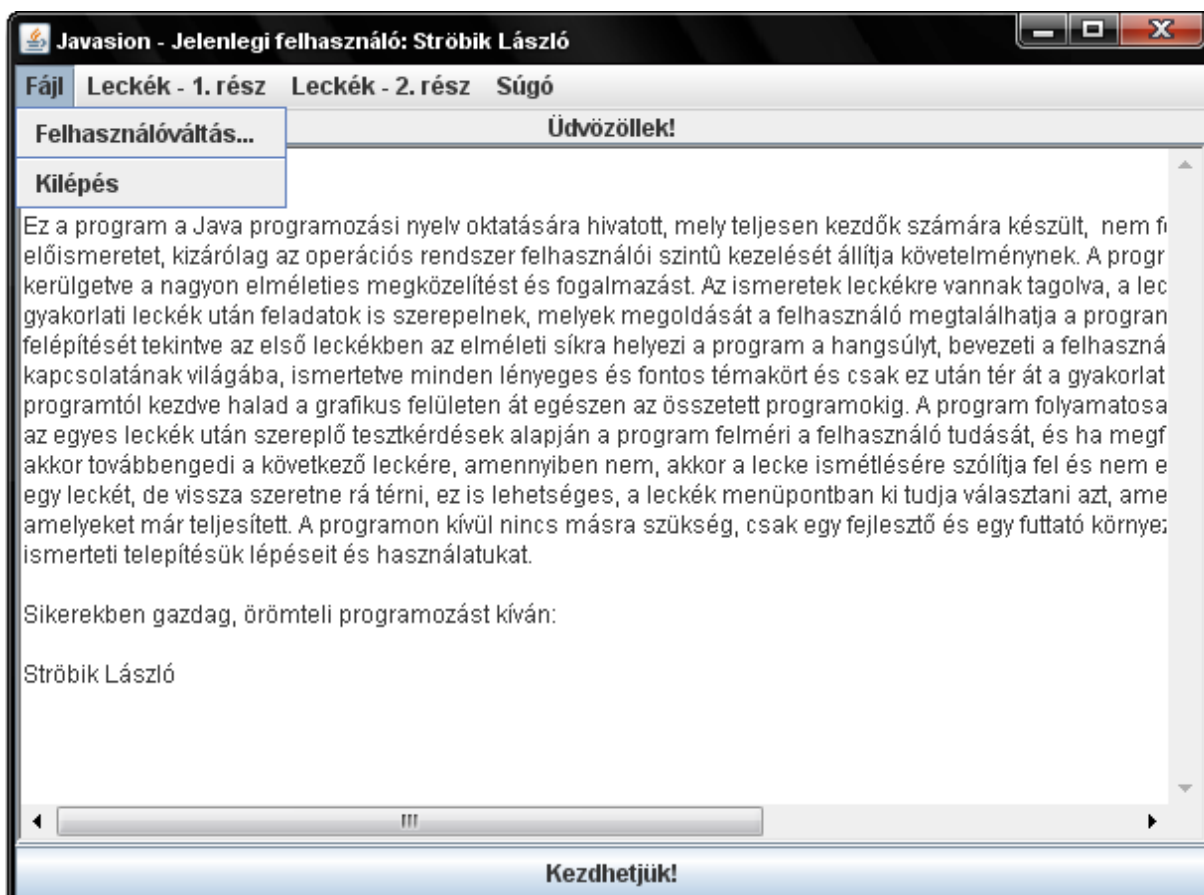 Javasion - Jelenlegi felhasználó: Ströbik László
Fájl Leckék - 1. rész Leckék - 2. rész Súgó
Felhasználóváltás...
Üdvözöllek!
Kilépés
Ez a program a Java programozási nyelv oktatására hivatott, mely teljesen kezdők számára készült, nem
előismeretet, kizárólag az operációs rendszer felhasználói szintû kezelését állítja követelménynek. A progr
kerülgetve a nagyon elméleties megközelítést és fogalmazást. Az ismeretek leckékre vannak tagolva, a lec
gyakorlati leckék után feladatok is szerepelnek, melyek megoldását a felhasználó megtalálhatja a
felépítését tekintve az első leckékben az elméleti síkra helyezi a program a hangsúlyt, bevezeti a felhaszná
kapcsolatának világába, ismertetve minden lényeges és fontos témakört és csak ez után tér át a gyakorlat
programtól kezdve halad a grafikus felületen át egészen az összetett programokig. A program folyamatosa
az egyes leckék után szereplő tesztkérdések alapján a program felméri a felhasználó tudását, és ha megf
akkor továbbengedi a következő leckére, amennyiben nem, akkor a lecke ismétlésére szólítja fel és nem e
egy leckét, de vissza szeretne rá térni, ez is lehetséges, a leckék menüpontban ki tudja választani azt, ame
amelyeket már teljesített. A programon kívül nincs másra szükség, csak egy fejlesztő és egy futtató
ismerteti telepítésük lépéseit és használatukat.
Sikerekben gazdag, örömteli programozást kíván:
Ströbik László
Kezdhetjük!